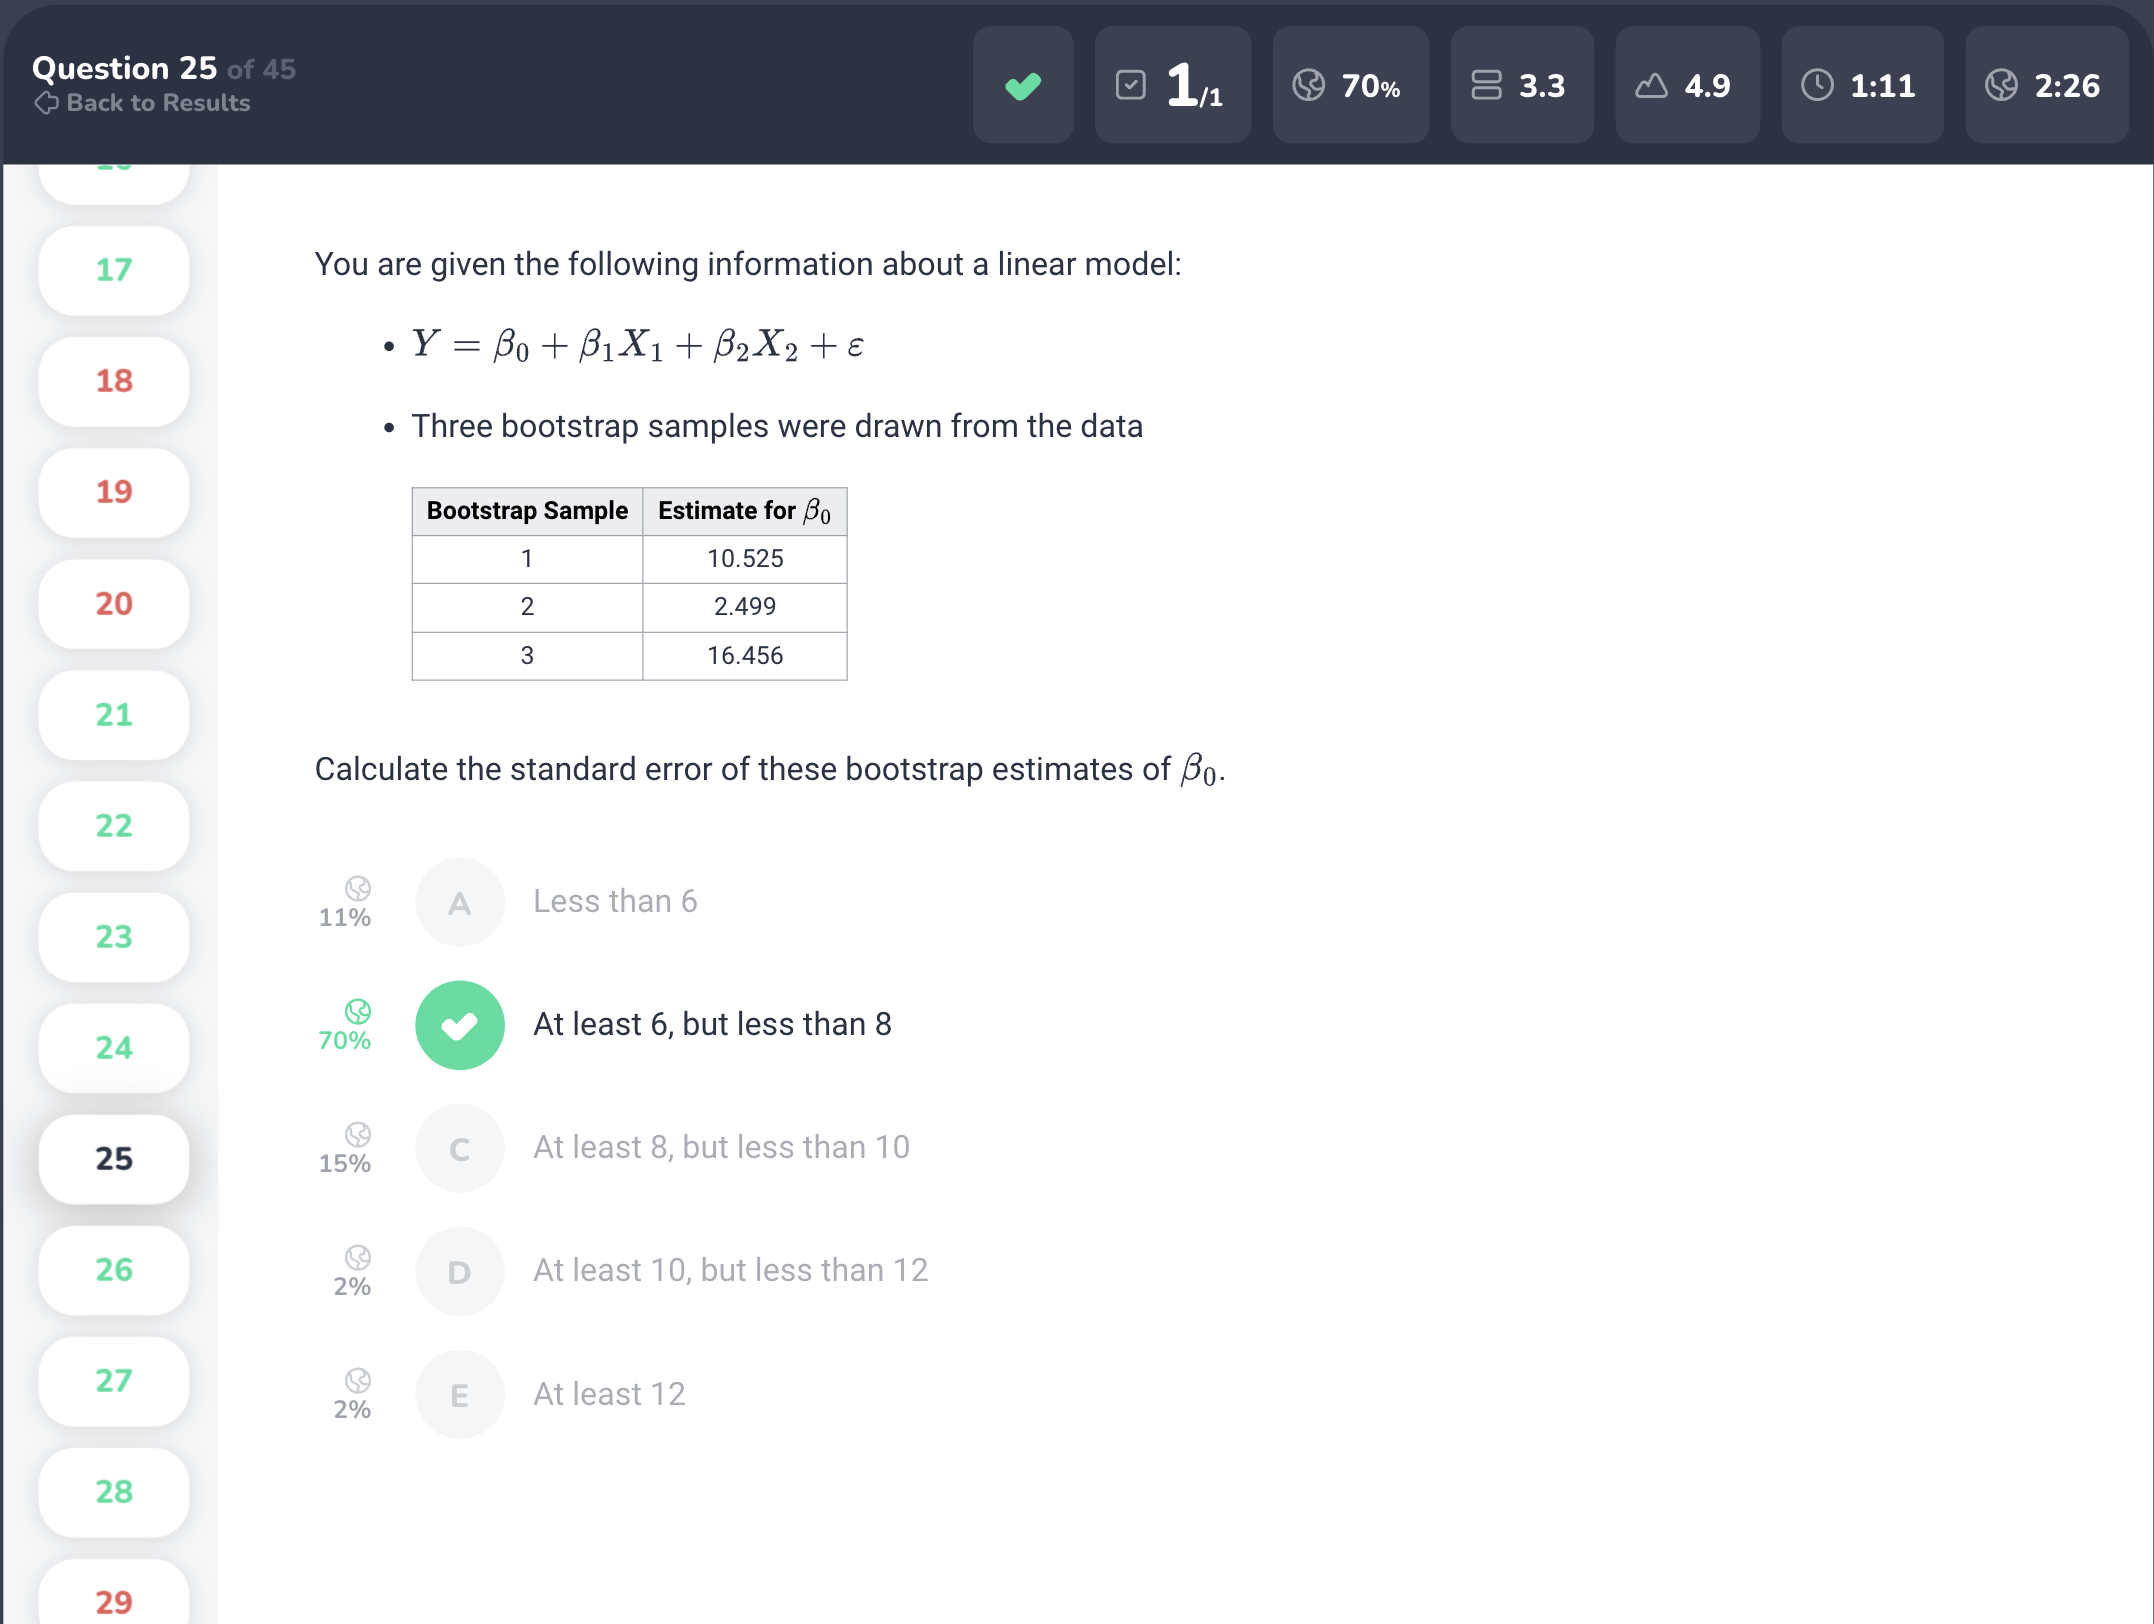 Question 25 of 45
Back to Results
1/1
70%
3.3
4.9
1:11
2:26
17
18
19
20
21
22
23
24
25
26
27
28
29
You are given the following information about a linear model:
• Y = β₀ + β₁X₁ + β₂X₂ + ε
• Three bootstrap samples were drawn from the data
Bootstrap Sample Estimate for β₀
1 10.525
2 2.499
3 16.456
Calculate the standard error of these bootstrap estimates of β₀.
11% A Less than 6
70% At least 6, but less than 8
15% C At least 8, but less than 10
2% D At least 10, but less than 12
2% E At least 12